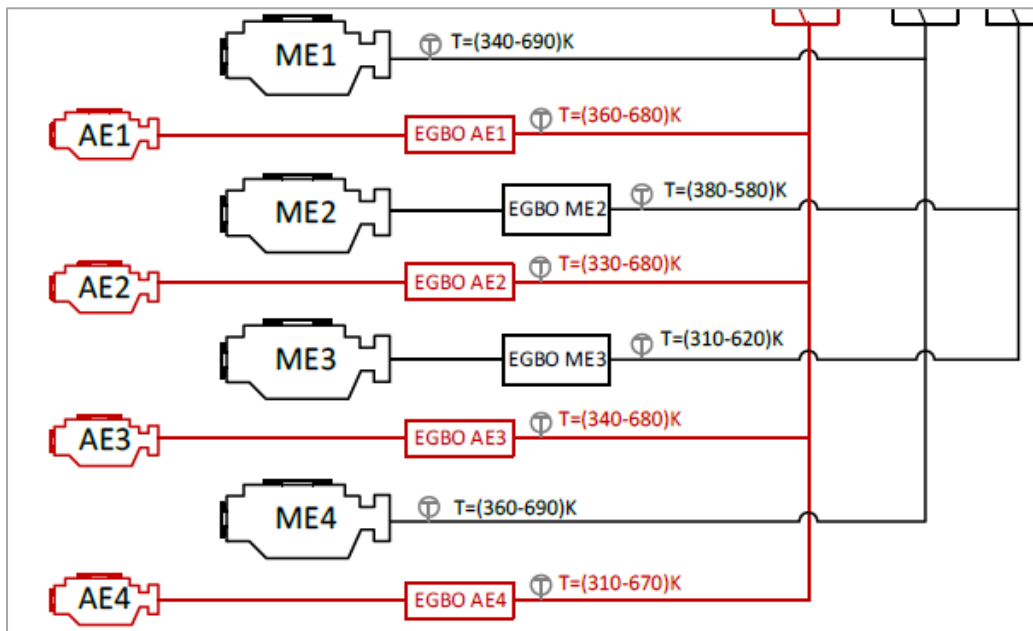 ME1
T=(340-690)K
AE1
EGBO AE1
T=(360-680)K
ME2
EGBO ME2
T=(380-580)K
AE2
EGBO AE2
T=(330-680)K
ME3
EGBO ME3
T=(310-620)K
AE3
EGBO AE3
T=(340-680)K
ME4
T=(360-690)K
AE4
EGBO AE4
T=(310-670)K